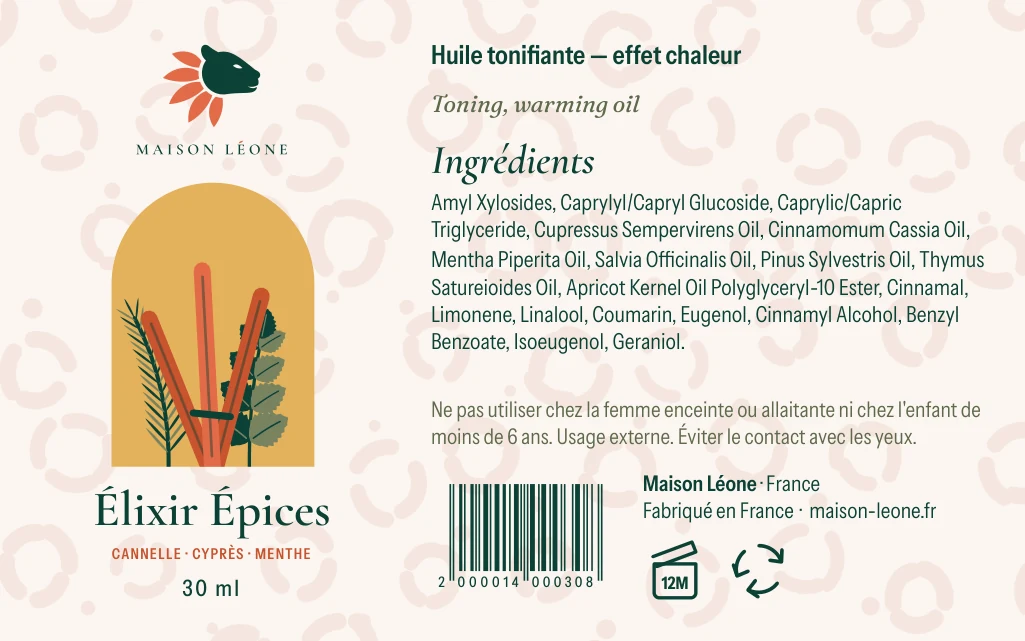 MAISON LÉONE
Élixir Épices
CANNELLE · CYPRÈS · MENTHE
30 ml
Huile tonifiante — effet chaleur
Toning, warming oil
Ingrédients
Amyl Xylosides, Caprylyl/Capryl Glucoside, Caprylic/Capric
Triglyceride, Cupressus Sempervirens Oil, Cinnamomum Cassia Oil,
Mentha Piperita Oil, Salvia Officinalis Oil, Pinus Sylvestris Oil, Thymus
Satureioides Oil, Apricot Kernel Oil Polyglyceryl-10 Ester, Cinnamal,
Limonene, Linalool, Coumarin, Eugenol, Cinnamyl Alcohol, Benzyl
Benzoate, Isoeugenol, Geraniol.
Ne pas utiliser chez la femme enceinte ou allaitante ni chez l'enfant de
moins de 6 ans. Usage externe. Éviter le contact avec les yeux.
2 000014 000308
Maison Léone · France
Fabriqué en France · maison-leone.fr
12M